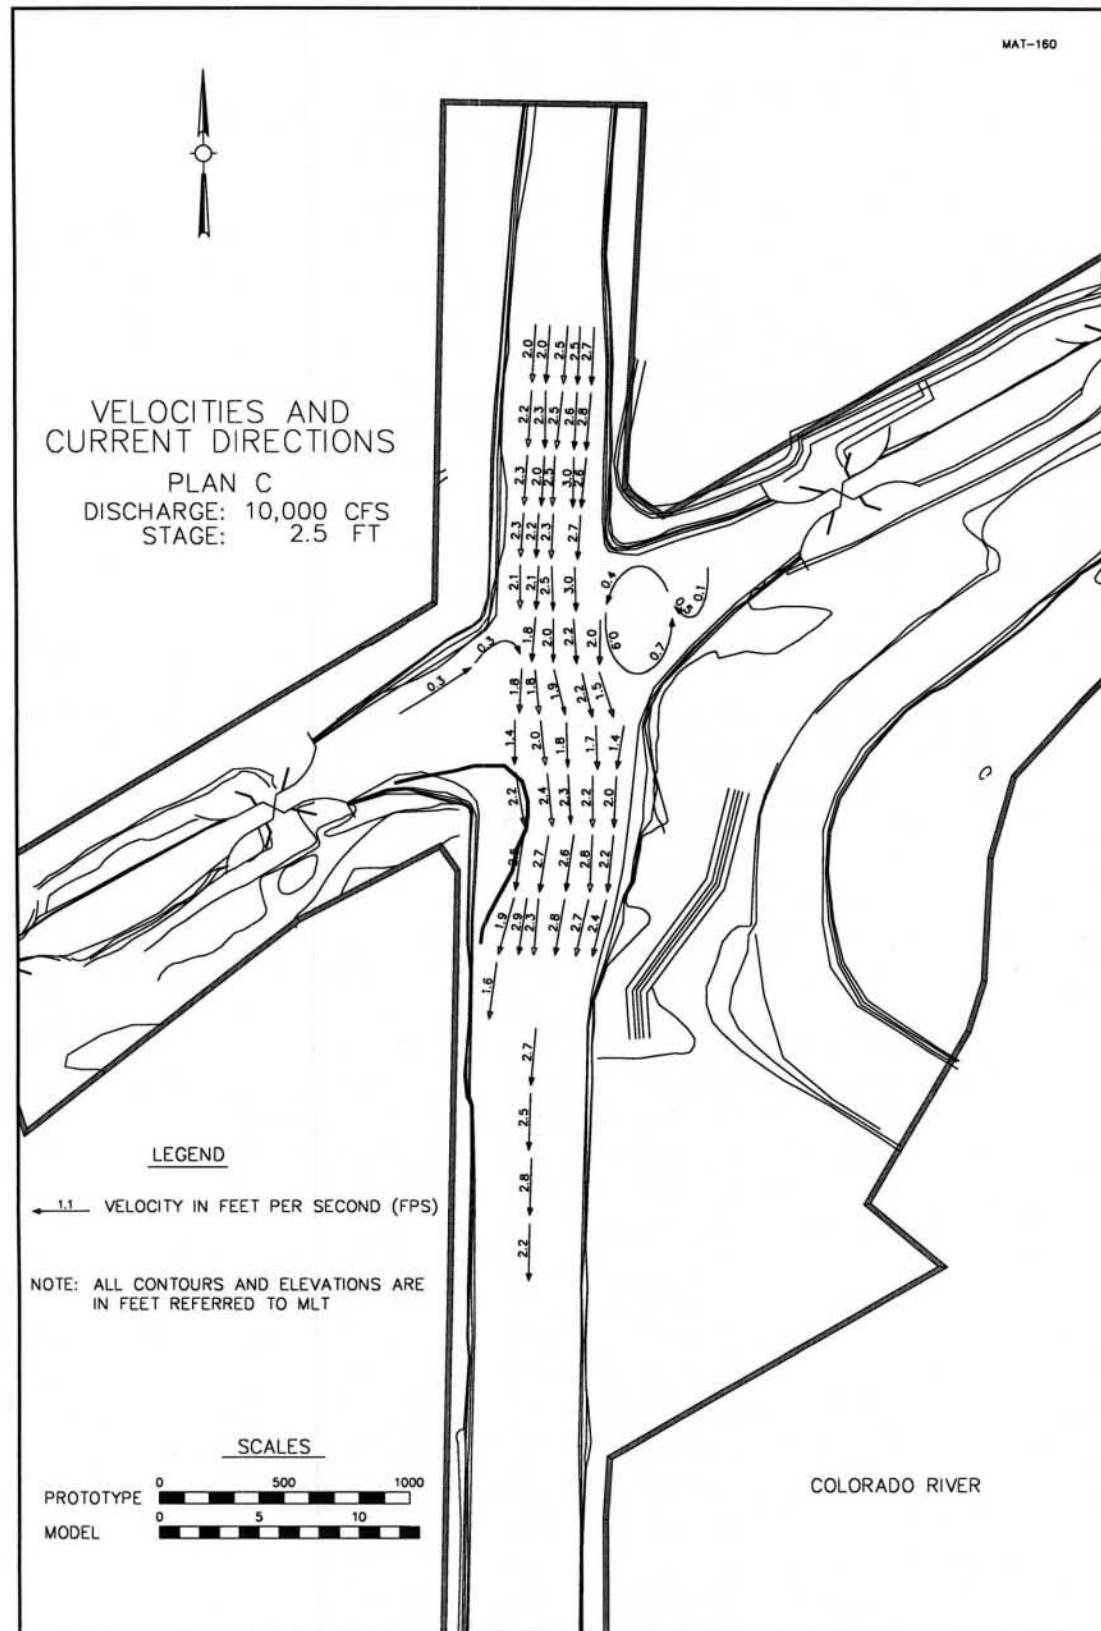 MAT-160
VELOCITIES AND
CURRENT DIRECTIONS
PLAN C
DISCHARGE: 10,000 CFS
STAGE: 2.5 FT
2.0 2.0 2.5 2.5 2.7
2.2 2.3 2.5 2.6 2.8
2.3 2.0 2.5 3.0 2.6
2.3 2.2 2.3 2.7
2.1 2.1 2.5 3.0 0.4 0.1
1.8 2.0 2.2 2.0 0.7
0.3 0.3
1.8 1.8 1.9 2.2 1.5
1.4 2.0 1.8 1.7 1.4
2.2 2.4 2.3 2.2 2.0
2.7 2.6 2.8 2.2
1.9 2.9 2.3 2.8 2.7 2.4
1.6
2.7
2.5
2.8
2.2
LEGEND
1.1 VELOCITY IN FEET PER SECOND (FPS)
NOTE: ALL CONTOURS AND ELEVATIONS ARE
IN FEET REFERRED TO MLT
SCALES
0 500 1000
PROTOTYPE
0 5 10
MODEL
COLORADO RIVER